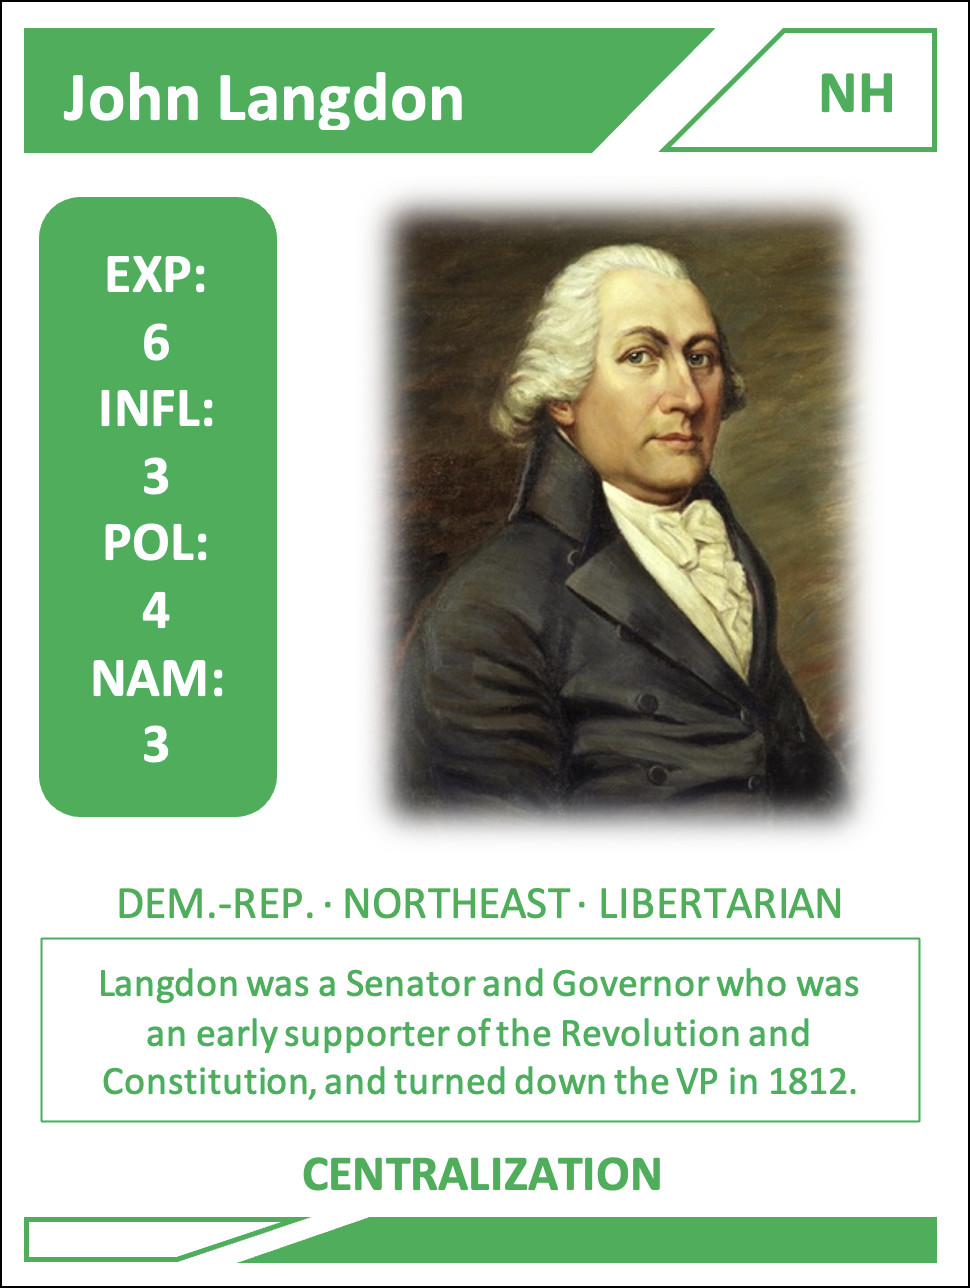 John Langdon
NH
EXP:
6
INFL:
3
POL:
4
NAM:
3
DEM.-REP. · NORTHEAST · LIBERTARIAN
Langdon was a Senator and Governor who was
an early supporter of the Revolution and
Constitution, and turned down the VP in 1812.
CENTRALIZATION